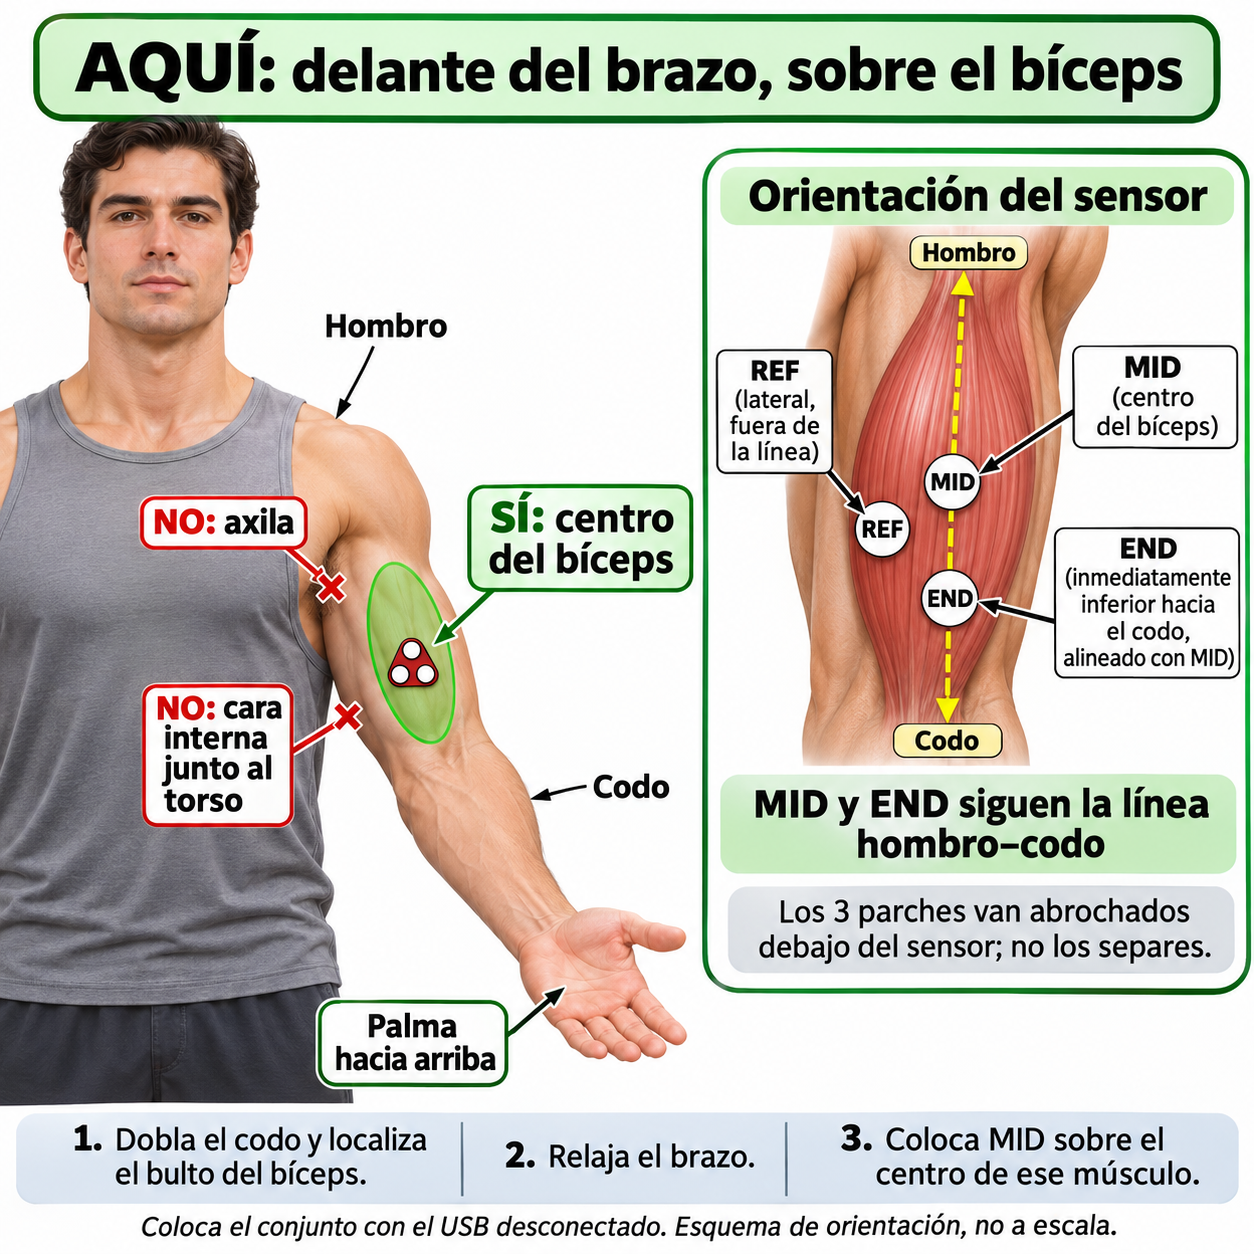 AQUÍ: delante del brazo, sobre el bíceps
Hombro
NO: axila
SÍ: centro
del bíceps
NO: cara
interna
junto al
torso
Codo
Palma
hacia arriba
Orientación del sensor
Hombro
REF
(lateral,
fuera de
la línea)
MID
(centro
del bíceps)
MID
REF
END
END
(inmediatamente
inferior hacia
el codo,
alineado con MID)
Codo
MID y END siguen la línea
hombro–codo
Los 3 parches van abrochados
debajo del sensor; no los separes.
1. Dobla el codo y localiza
el bulto del bíceps.
2. Relaja el brazo.
3. Coloca MID sobre el
centro de ese músculo.
Coloca el conjunto con el USB desconectado. Esquema de orientación, no a escala.